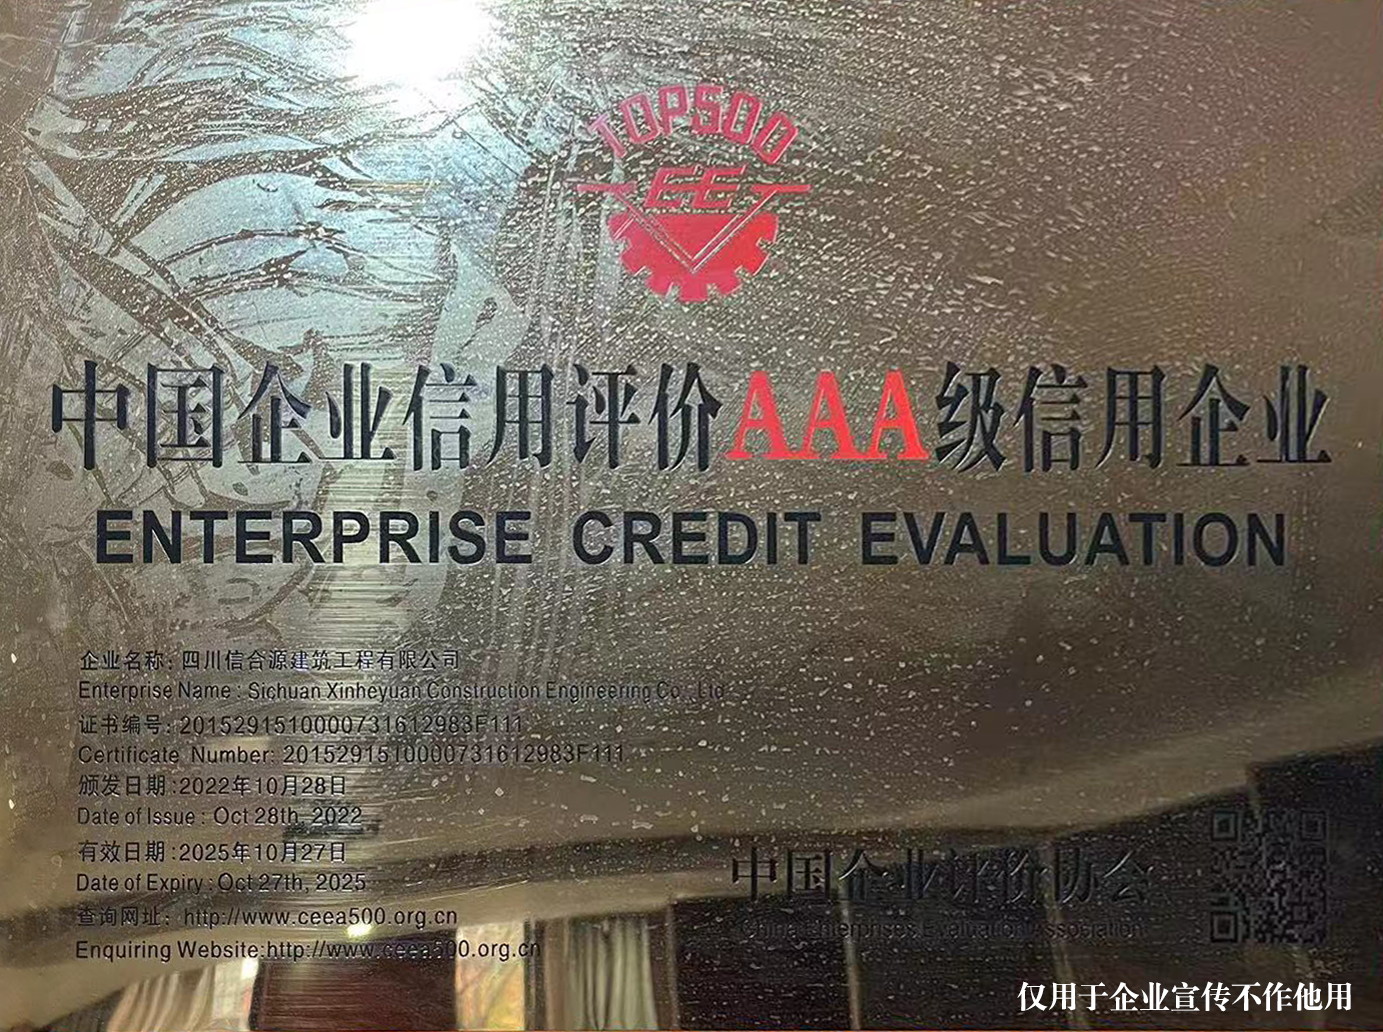 TOP500
EE
中国企业信用评价AAA级信用企业
ENTERPRISE CREDIT EVALUATION
企业名称: 四川信合源建筑工程有限公司
Enterprise Name : Sichuan Xinheyuan Construction Engineering Co., Ltd
证书编号: 2015291510000731612983F111
Certificate Number: 2015291510000731612983F111
颁发日期:2022年10月28日
Date of Issue : Oct 28th, 2022
有效日期:2025年10月27日
Date of Expiry : Oct 27th, 2025
查询网址: http://www.ceea500.org.cn
Enquiring Website:http://www.ceea500.org.cn
中国企业评价协会
China Enterprises Evaluation Association
仅用于企业宣传不作他用